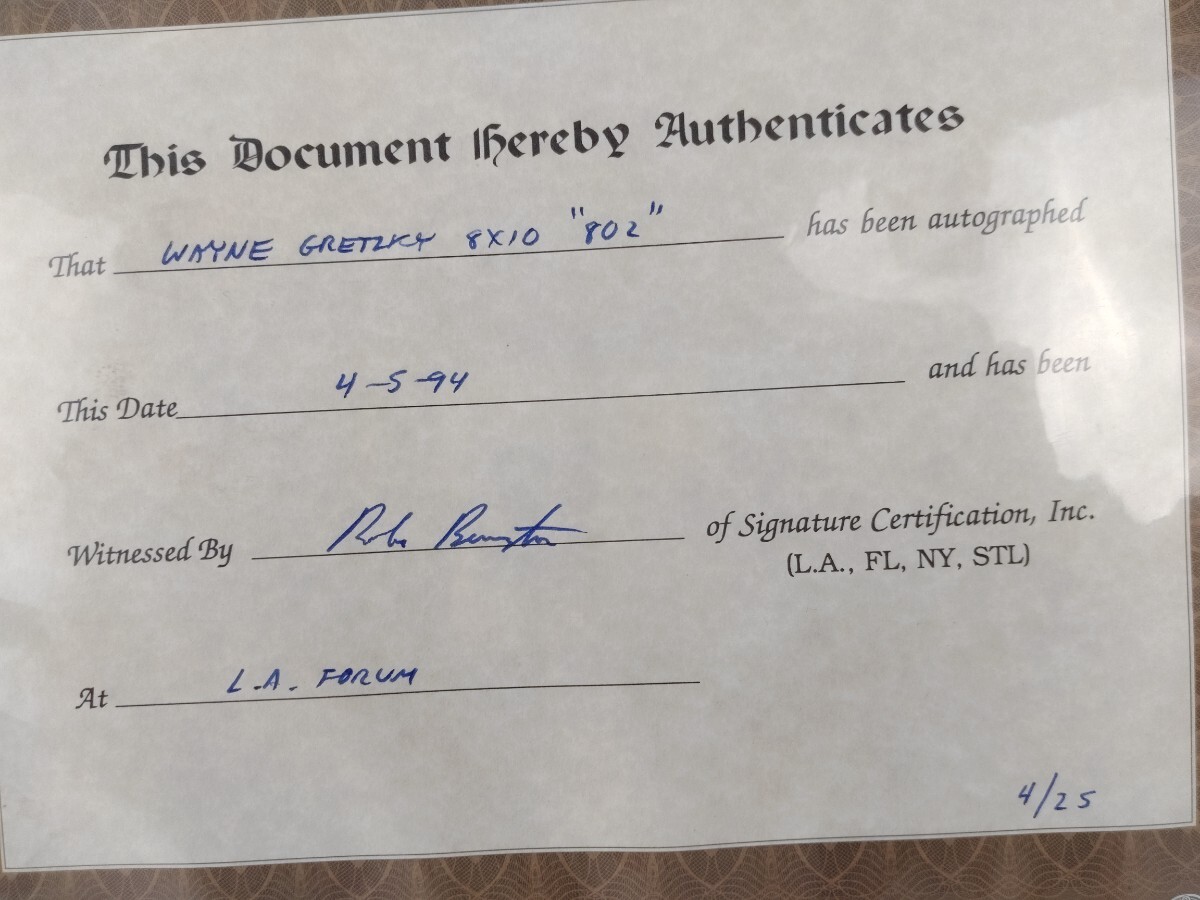 This Document Hereby Authenticates
That WAYNE GRETZKY 8X10 "802" has been autographed
This Date 4-5-94 and has been
Witnessed By of Signature Certification, Inc.
(L.A., FL, NY, STL)
At L.A. FORUM
4/25